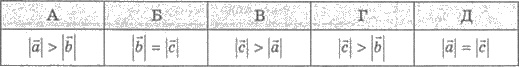 А Б В Г Д
|a⃗| > |b⃗| |b⃗| = |c⃗| |c⃗| > |a⃗| |c⃗| > |b⃗| |a⃗| = |c⃗|